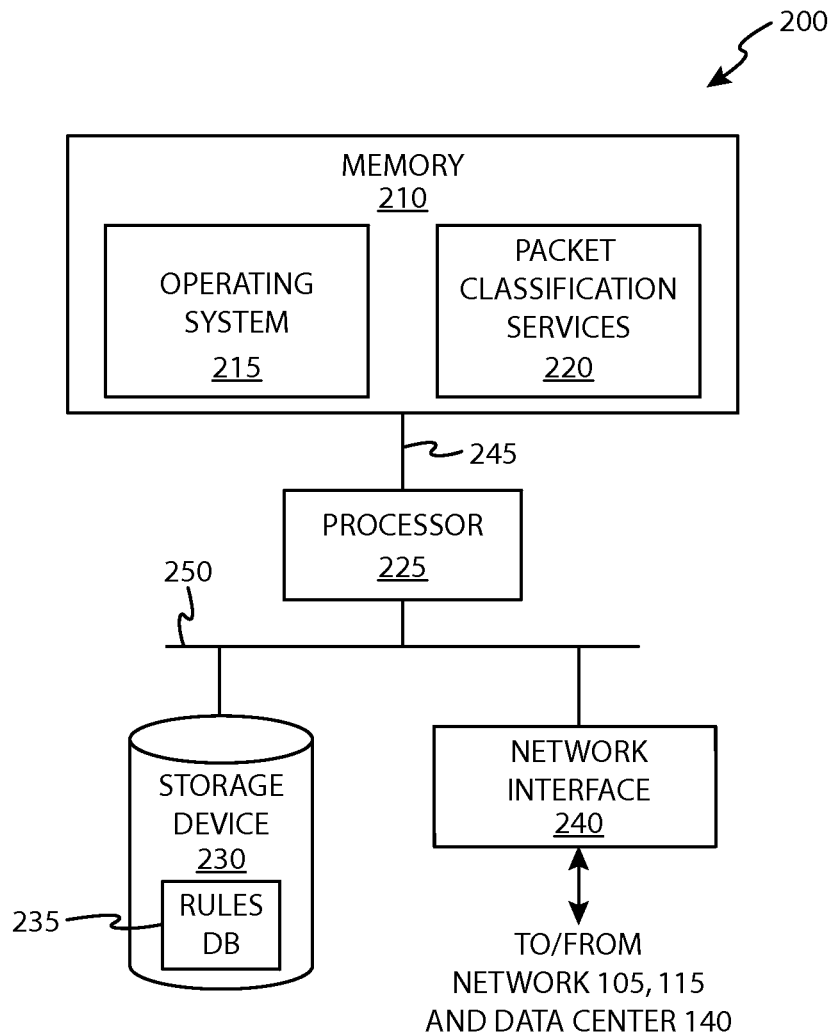 200
MEMORY
210
OPERATING
SYSTEM
215
PACKET
CLASSIFICATION
SERVICES
220
245
PROCESSOR
225
250
STORAGE
DEVICE
230
235
RULES
DB
NETWORK
INTERFACE
240
TO/FROM
NETWORK 105, 115
AND DATA CENTER 140